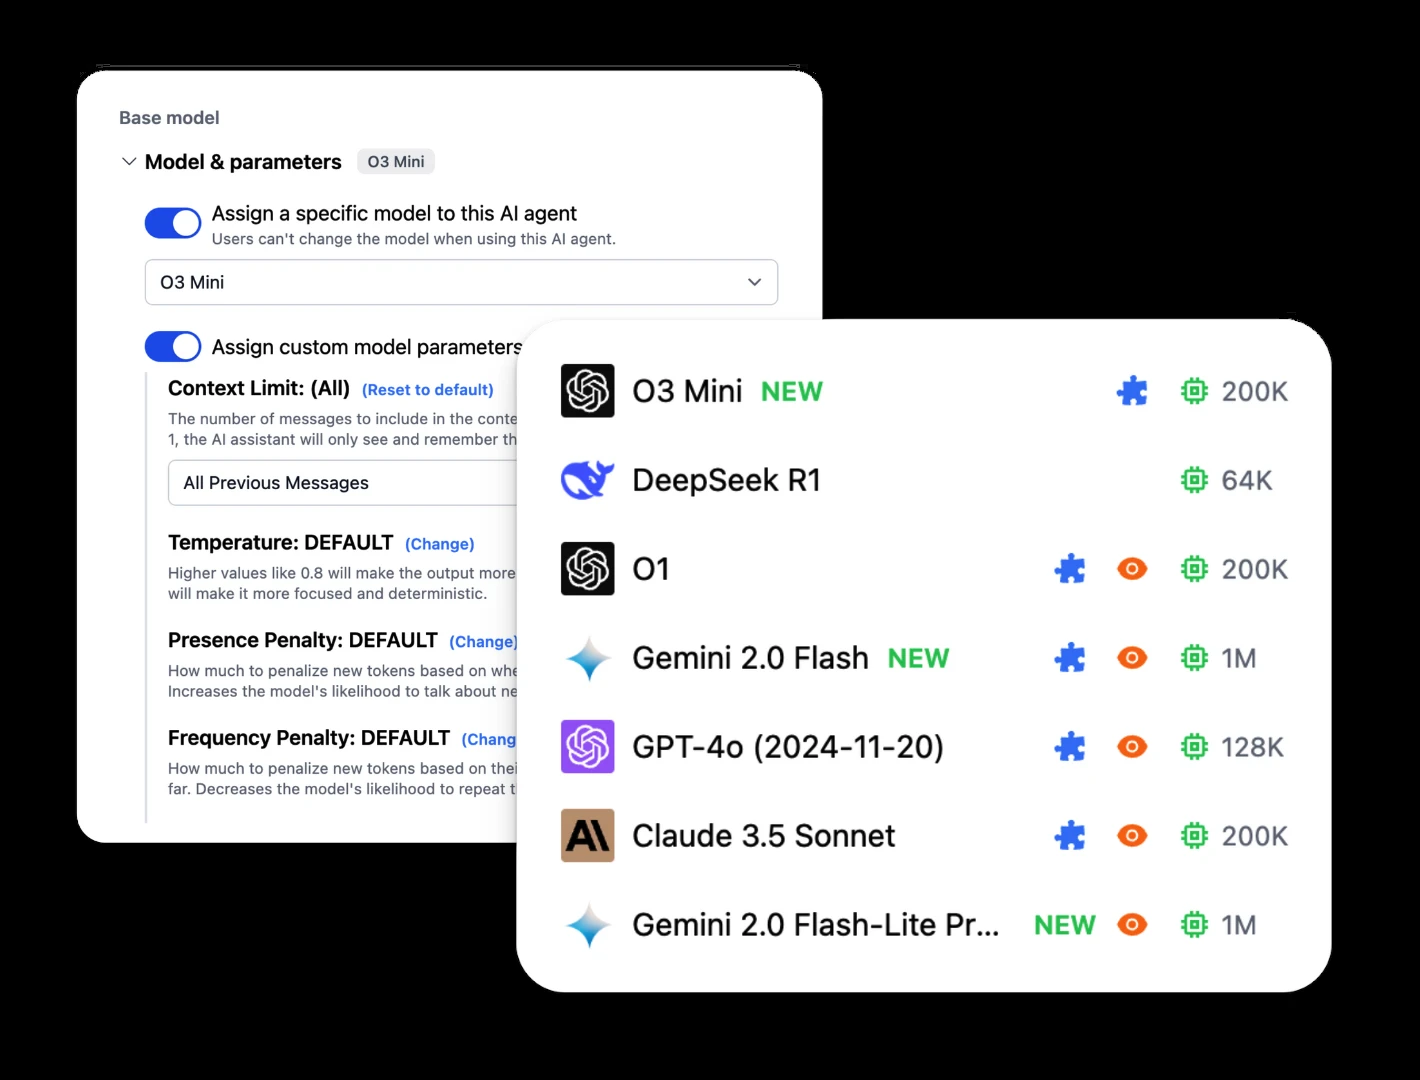 Base model
Model & parameters O3 Mini
Assign a specific model to this AI agent
Users can't change the model when using this AI agent.
O3 Mini
Assign custom model parameters
Context Limit: (All) (Reset to default)
The number of messages to include in the conte
1, the AI assistant will only see and remember th
All Previous Messages
Temperature: DEFAULT (Change)
Higher values like 0.8 will make the output more
will make it more focused and deterministic.
Presence Penalty: DEFAULT (Change)
How much to penalize new tokens based on whe
Increases the model's likelihood to talk about ne
Frequency Penalty: DEFAULT (Chang
How much to penalize new tokens based on thei
far. Decreases the model's likelihood to repeat t
O3 Mini NEW 200K
DeepSeek R1 64K
O1 200K
Gemini 2.0 Flash NEW 1M
GPT-4o (2024-11-20) 128K
Claude 3.5 Sonnet 200K
Gemini 2.0 Flash-Lite Pr... NEW 1M